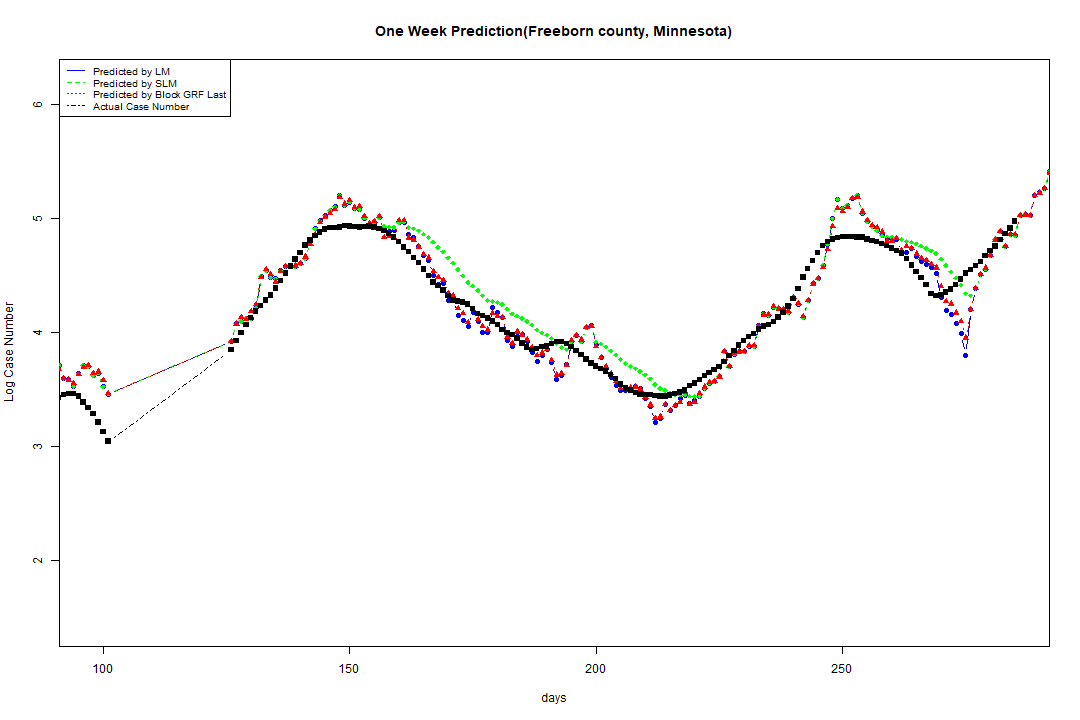 One Week Prediction(Freeborn county, Minnesota)
Predicted by LM
Predicted by SLM
Predicted by Block GRF Last
Actual Case Number
Log Case Number
6
5
4
3
2
100 150 200 250
days